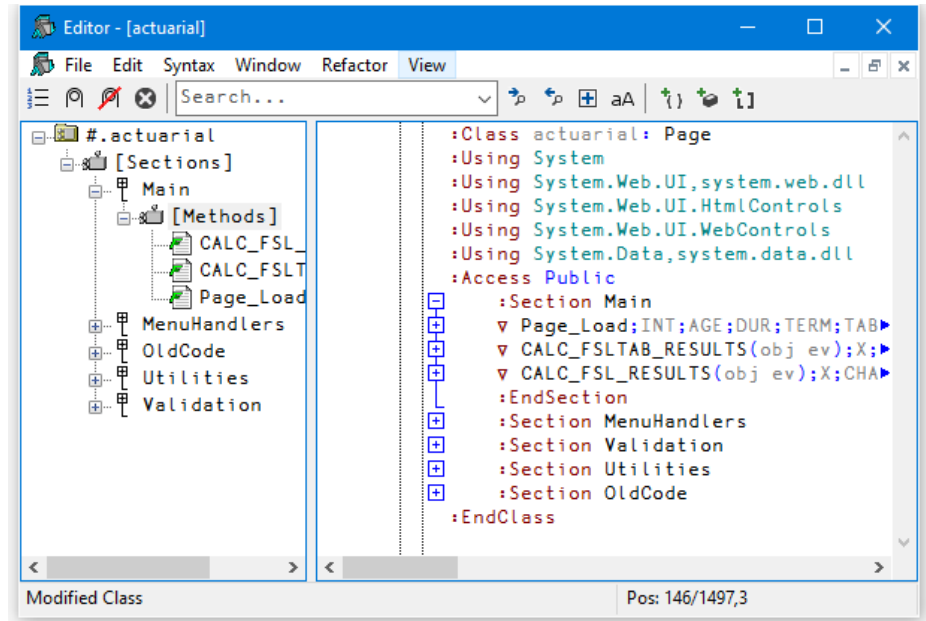 Editor - [actuarial]
File Edit Syntax Window Refactor View
Search... aA
#.actuarial
[Sections]
Main
[Methods]
CALC_FSL_
CALC_FSLT
Page_Load
MenuHandlers
OldCode
Utilities
Validation
:Class actuarial: Page
:Using System
:Using System.Web.UI,system.web.dll
:Using System.Web.UI.HtmlControls
:Using System.Web.UI.WebControls
:Using System.Data,system.data.dll
:Access Public
:Section Main
∇ Page_Load;INT;AGE;DUR;TERM;TAB
∇ CALC_FSLTAB_RESULTS(obj ev);X;
∇ CALC_FSL_RESULTS(obj ev);X;CHA
:EndSection
:Section MenuHandlers
:Section Validation
:Section Utilities
:Section OldCode
:EndClass
Modified Class
Pos: 146/1497,3